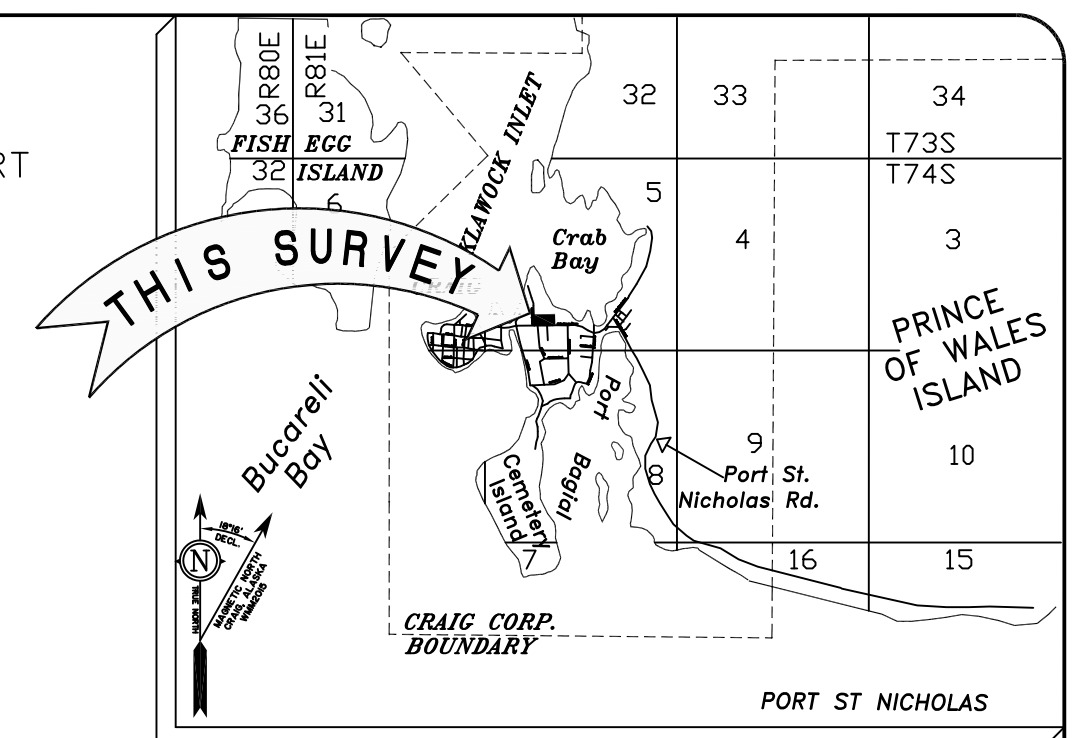 RT
R80E
R81E
36
31
FISH EGG
32
ISLAND
6
KLAWOCK INLET
32
33
34
T73S
T74S
5
4
3
Crab
Bay
THIS SURVEY
CRAIG
PRINCE
OF WALES
ISLAND
Bucareli
Bay
Port
Bagial
Cemetery
Island
7
8
9
10
Port St.
Nicholas Rd.
16
15
18°16'
DECL.
N
TRUE NORTH
MAGNETIC NORTH
CRAIG, ALASKA
WMM2015
CRAIG CORP.
BOUNDARY
PORT ST NICHOLAS